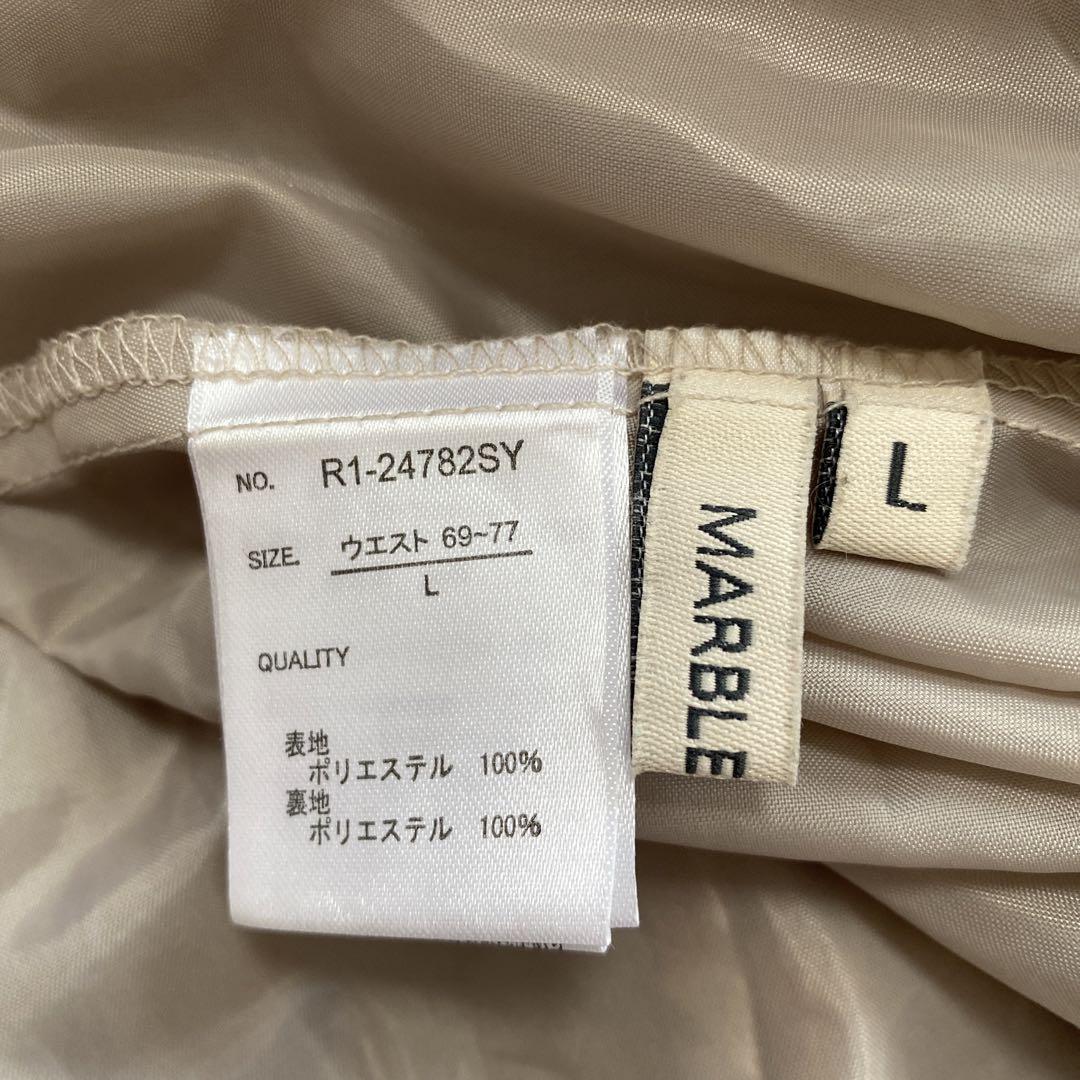 NO. R1-24782SY
SIZE. ウエスト 69~77
L
QUALITY
表地
ポリエステル 100%
裏地
ポリエステル 100%
MARBLE
L